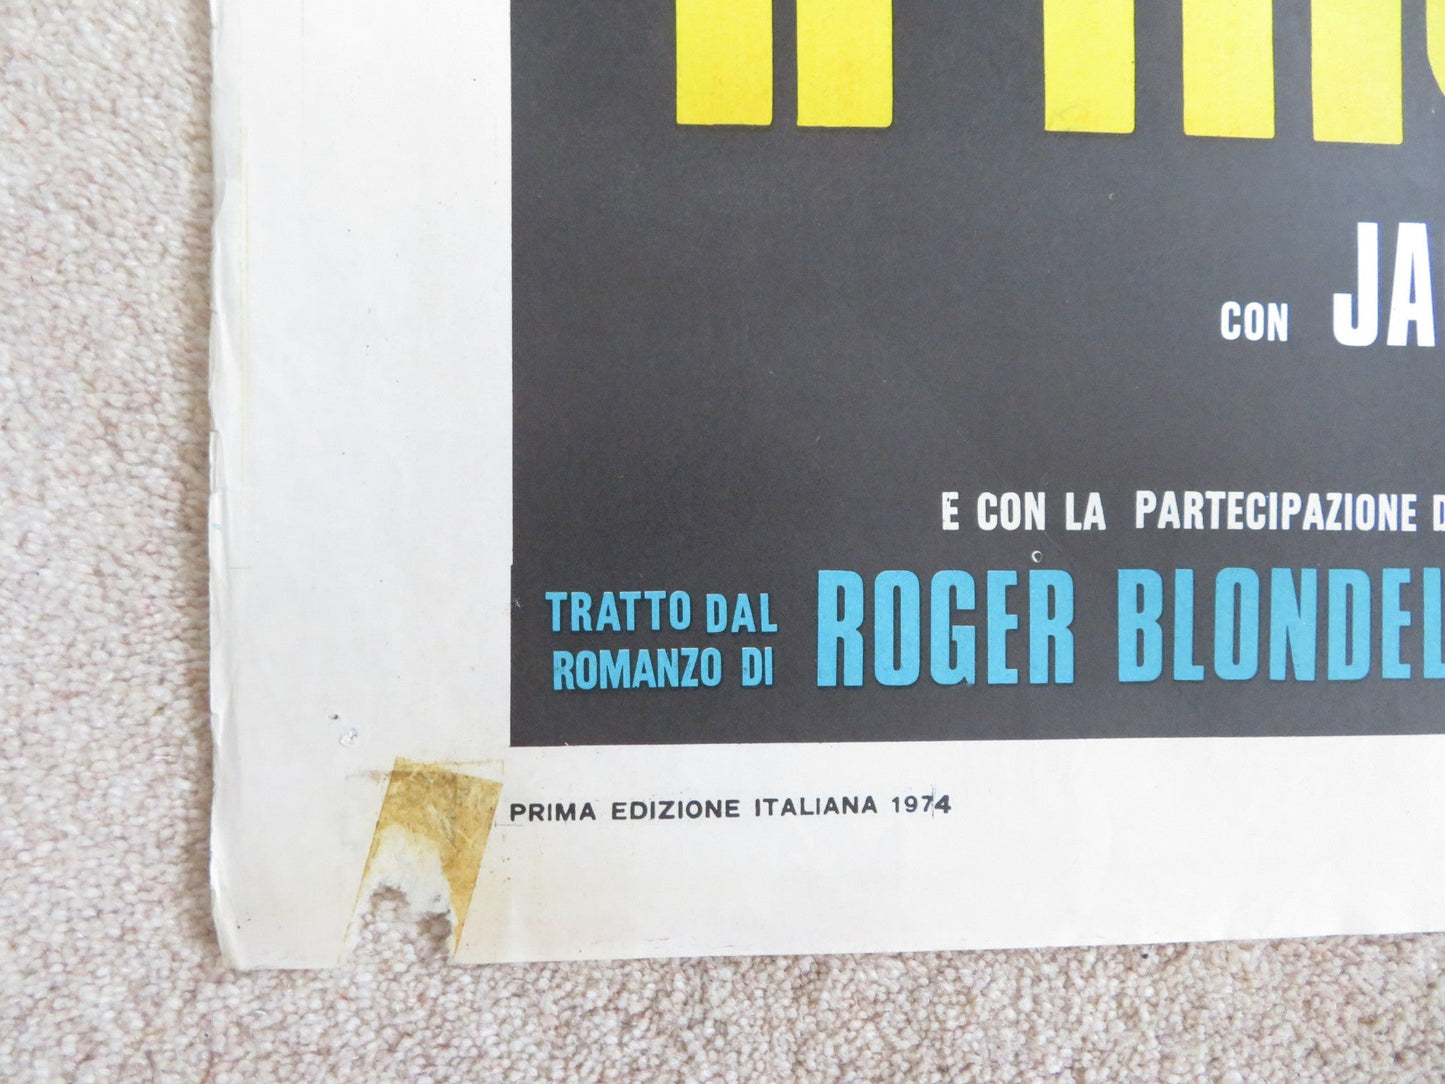 CON JA
E CON LA PARTECIPAZIONE D
TRATTO DAL
ROMANZO DI ROGER BLONDEL
PRIMA EDIZIONE ITALIANA 1974